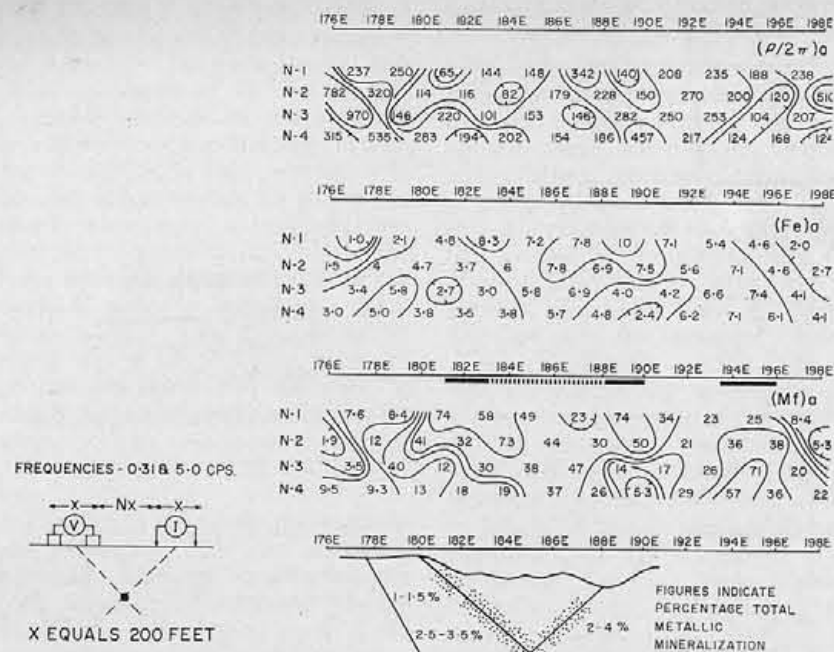 176E 178E 180E 182E 184E 186E 188E 190E 192E 194E 196E 198E
(P/2π)a
N-1 237 250 65 144 148 342 140 208 235 188 238
N-2 782 320 114 116 82 179 228 150 270 200 120 510
N-3 970 146 220 101 153 146 282 250 253 104 207
N-4 315 535 283 194 202 154 186 457 217 124 168 124
176E 178E 180E 182E 184E 186E 188E 190E 192E 194E 196E 198E
(Fe)a
N-1 1·0 2·1 4·8 8·3 7·2 7·8 10 7·1 5·4 4·6 2·0
N-2 1·5 4 4·7 3·7 6 7·8 6·9 7·5 5·6 7·1 4·6 2·7
N-3 3·4 5·8 2·7 3·0 5·8 6·9 4·0 4·2 6·6 7·4 4·1
N-4 3·0 5·0 3·8 3·8 5·7 4·8 2·4 6·2 7·1 6·1 4·1
176E 178E 180E 182E 184E 186E 188E 190E 192E 194E 196E 198E
(Mf)a
N-1 7·6 8·4 74 58 49 23 74 34 23 25 8·4
N-2 1·9 12 41 32 73 44 30 50 21 36 38 5·3
N-3 3·5 40 12 30 38 47 14 17 26 71 20
N-4 9·5 9·3 13 18 19 37 26 5·3 29 57 36 22
FREQUENCIES - 0·31 & 5·0 CPS.
x Nx x
V I
X EQUALS 200 FEET
176E 178E 180E 182E 184E 186E 188E 190E 192E 194E 196E 198E
1-1·5 %
2·5-3·5 %
2-4 %
FIGURES INDICATE
PERCENTAGE TOTAL
METALLIC
MINERALIZATION